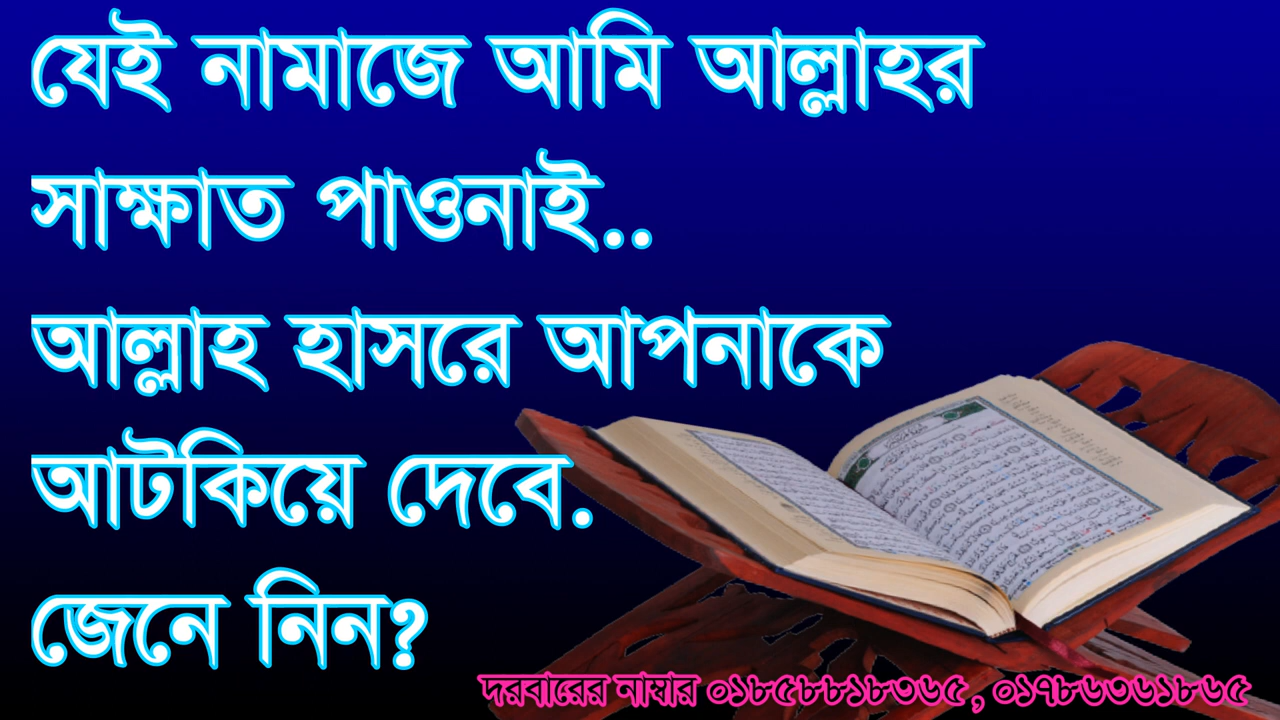 যেই নামাজে আমি আল্লাহর
সাক্ষাত পাওনাই..
আল্লাহ হাসরে আপনাকে
আটকিয়ে দেবে.
জেনে নিন?
দরবারের নাম্বার ০১৮৫৮৮১৮৩৬৫, ০১৭৮৬৩৬১৮৬৫